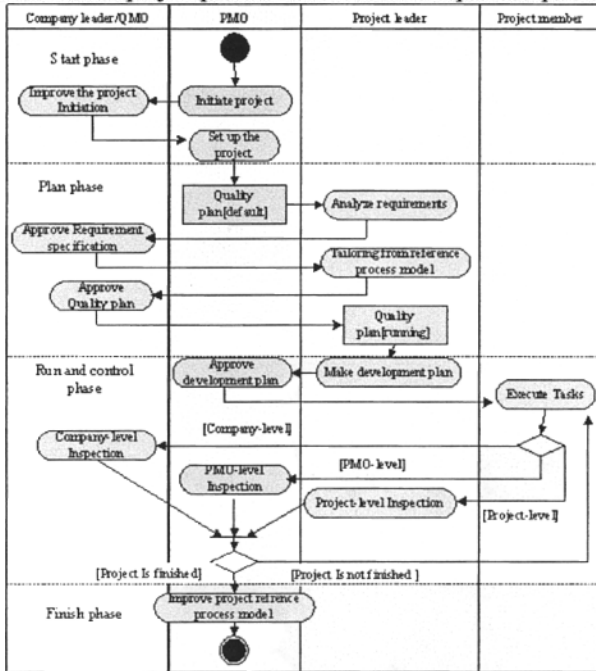 Company leader/QMO
PMO
Project leader
Project member
Start phase
Improve the project
Initiation
Initiate project
Set up the
project
Plan phase
Quality
plan[default]
Analyze requirements
Approve Requirement
specification
Tailoring from reference
process model
Approve
Quality plan
Quality
plan[running]
Run and control
phase
Approve
development plan
Make development plan
Execute Tasks
[Company-level]
Company-level
Inspection
[PMO-level]
PMO-level
Inspection
Project-level Inspection
[Project-level]
[Project Is finished]
[Project Is not finished ]
Finish phase
Improve project refrence
process model